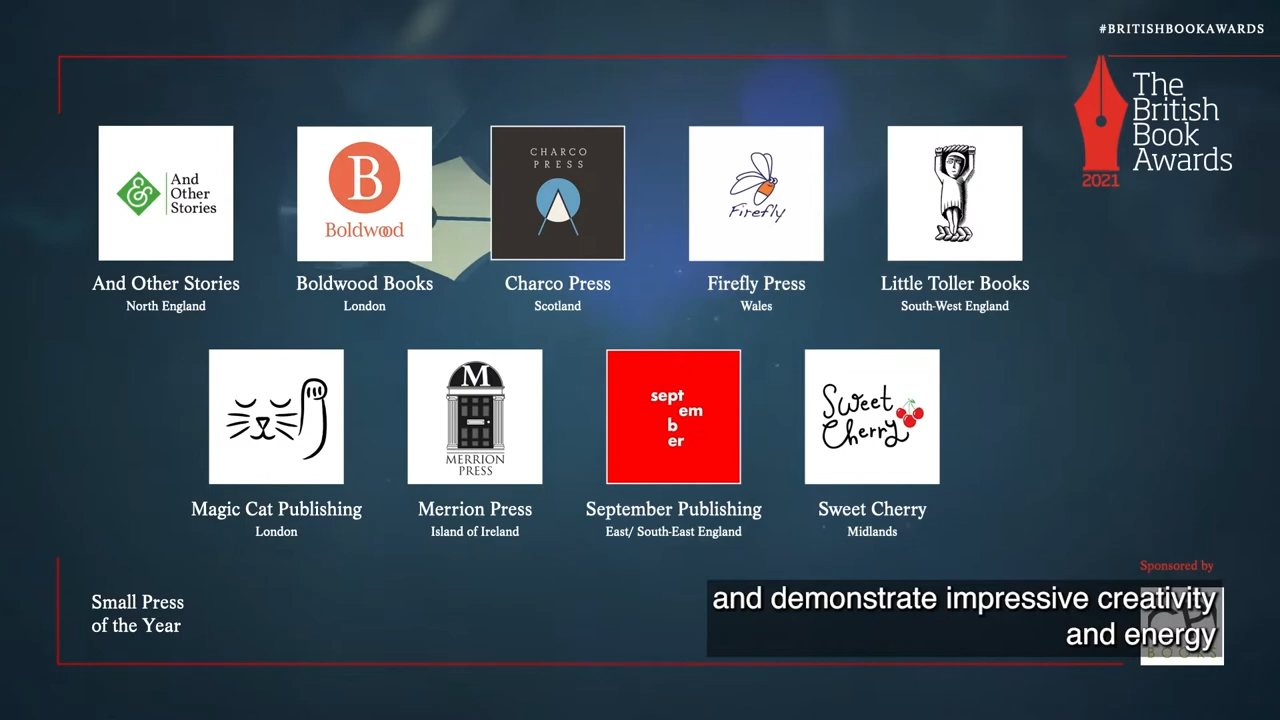 #BRITISHBOOKAWARDS
The
British
Book
Awards
2021
And
Other
Stories
B
Boldwood
CHARCO
PRESS
Firefly
And Other Stories
North England
Boldwood Books
London
Charco Press
Scotland
Firefly Press
Wales
Little Toller Books
South-West England
M
MERRION
PRESS
sept
em
b
er
Sweet
Cherry
Magic Cat Publishing
London
Merrion Press
Island of Ireland
September Publishing
East/ South-East England
Sweet Cherry
Midlands
Sponsored by
Small Press
of the Year
and demonstrate impressive creativity
and energy
BOOKS